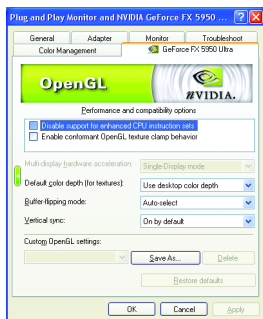 Plug and Play Monitor and NVIDIA GeForce FX 5950 ...
General Adapter Monitor Troubleshoot
Color Management GeForce FX 5950 Ultra
OpenGL NVIDIA.
Performance and compatibility options
Disable support for enhanced CPU instruction sets
Enable conformant OpenGL texture clamp behavior
Multi-display hardware acceleration: Single-Display mode
Default color depth (for textures): Use desktop color depth
Buffer-flipping mode: Auto-select
Vertical sync: On by default
Custom OpenGL settings:
Save As... Delete
Restore defaults
OK Cancel Apply